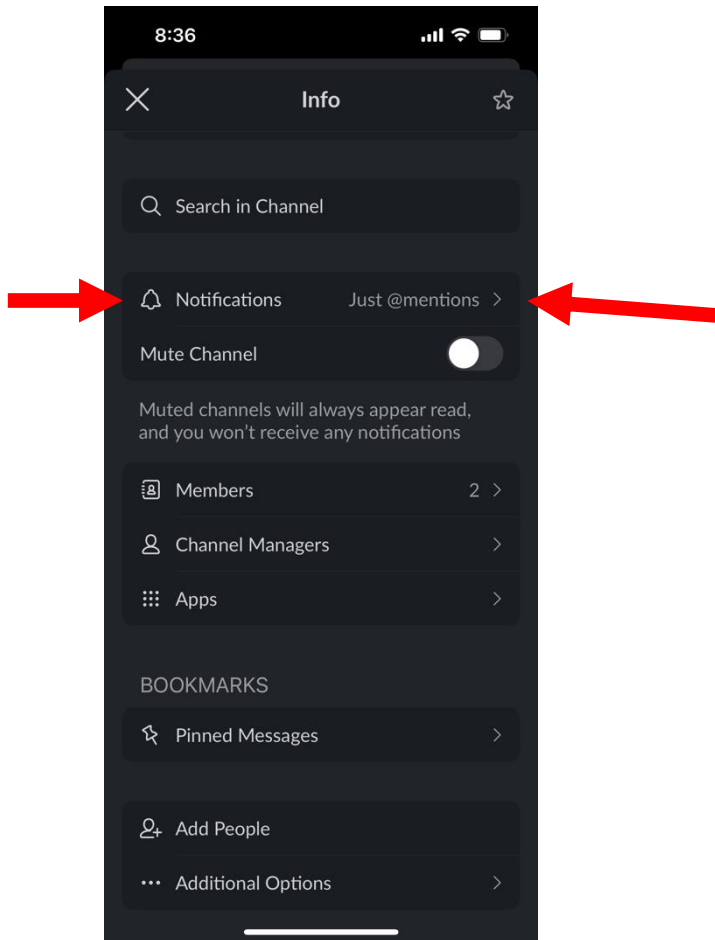 8:36
Info
Search in Channel
Notifications Just @mentions
Mute Channel
Muted channels will always appear read,
and you won't receive any notifications
Members 2
Channel Managers
Apps
BOOKMARKS
Pinned Messages
Add People
Additional Options